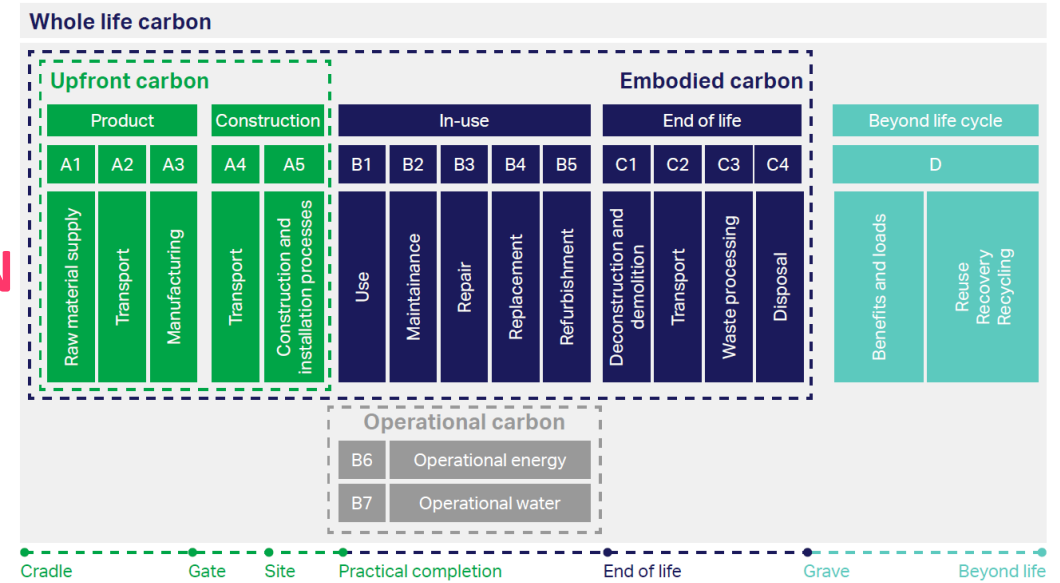 Whole life carbon
Upfront carbon
Embodied carbon
Product
Construction
In-use
End of life
Beyond life cycle
A1
A2
A3
A4
A5
B1
B2
B3
B4
B5
C1
C2
C3
C4
D
Raw material supply
Transport
Manufacturing
Transport
Construction and
installation processes
Use
Maintainance
Repair
Replacement
Refurbishment
Deconstruction and
demolition
Transport
Waste processing
Disposal
Benefits and loads
Reuse
Recovery
Recycling
Operational carbon
B6
Operational energy
B7
Operational water
Cradle
Gate
Site
Practical completion
End of life
Grave
Beyond life